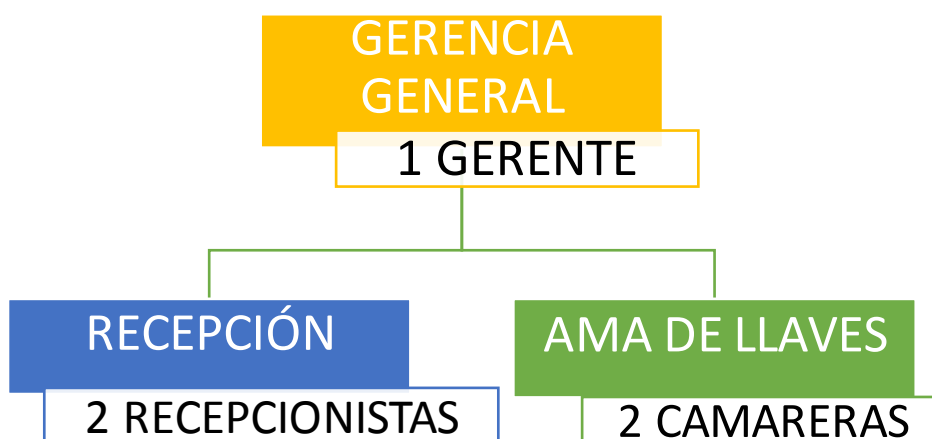 GERENCIA
GENERAL
1 GERENTE
RECEPCIÓN
2 RECEPCIONISTAS
AMA DE LLAVES
2 CAMARERAS